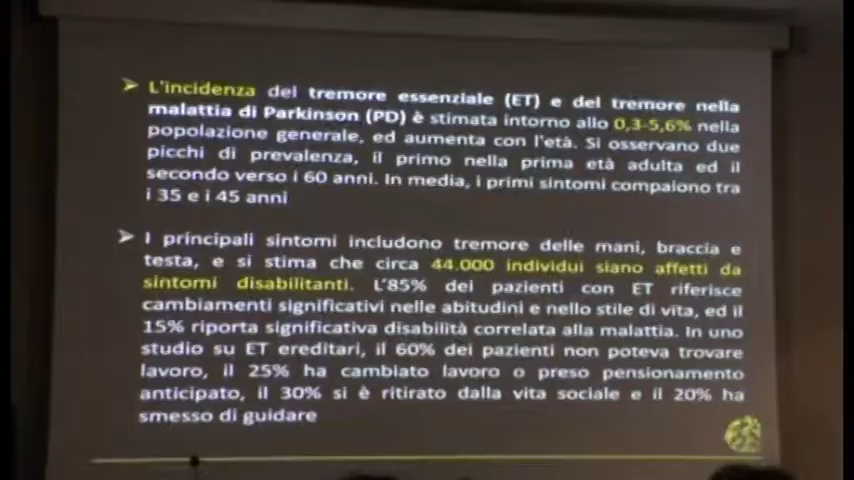 ➢ L'incidenza del tremore essenziale (ET) e del tremore nella
malattia di Parkinson (PD) è stimata intorno allo 0,3-5,6% nella
popolazione generale, ed aumenta con l'età. Si osservano due
picchi di prevalenza, il primo nella prima età adulta ed il
secondo verso i 60 anni. In media, i primi sintomi compaiono tra
i 35 e i 45 anni
➢ I principali sintomi includono tremore delle mani, braccia e
testa, e si stima che circa 44.000 individui siano affetti da
sintomi disabilitanti. L'85% dei pazienti con ET riferisce
cambiamenti significativi nelle abitudini e nello stile di vita, ed il
15% riporta significativa disabilità correlata alla malattia. In uno
studio su ET ereditari, il 60% dei pazienti non poteva trovare
lavoro, il 25% ha cambiato lavoro o preso pensionamento
anticipato, il 30% si è ritirato dalla vita sociale e il 20% ha
smesso di guidare